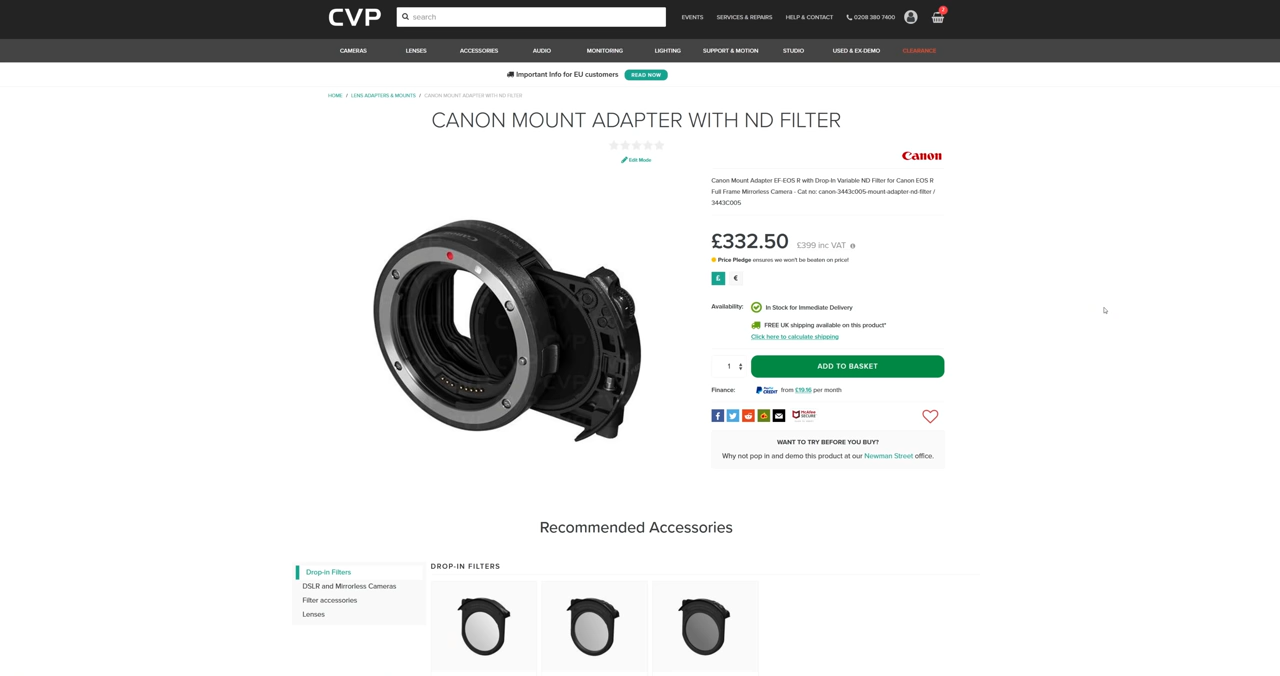 CVP
search
EVENTS
SERVICES & REPAIRS
HELP & CONTACT
0208 380 7400
2
CAMERAS
LENSES
ACCESSORIES
AUDIO
MONITORING
LIGHTING
SUPPORT & MOTION
STUDIO
USED & EX-DEMO
CLEARANCE
Important Info for EU customers
READ NOW
HOME / LENS ADAPTERS & MOUNTS / CANON MOUNT ADAPTER WITH ND FILTER
CANON MOUNT ADAPTER WITH ND FILTER
Edit Mode
Canon
Canon Mount Adapter EF-EOS R with Drop-In Variable ND Filter for Canon EOS R
Full Frame Mirrorless Camera - Cat no: canon-3443c005-mount-adapter-nd-filter /
3443C005
£332.50 £399 inc VAT
Price Pledge ensures we won't be beaten on price!
£ €
Availability:
In Stock for Immediate Delivery
FREE UK shipping available on this product*
Click here to calculate shipping
1
ADD TO BASKET
Finance:
CREDIT from £19.16 per month
McAfee
SECURE
WANT TO TRY BEFORE YOU BUY?
Why not pop in and demo this product at our Newman Street office.
Recommended Accessories
Drop-in Filters
DSLR and Mirrorless Cameras
Filter accessories
Lenses
DROP-IN FILTERS